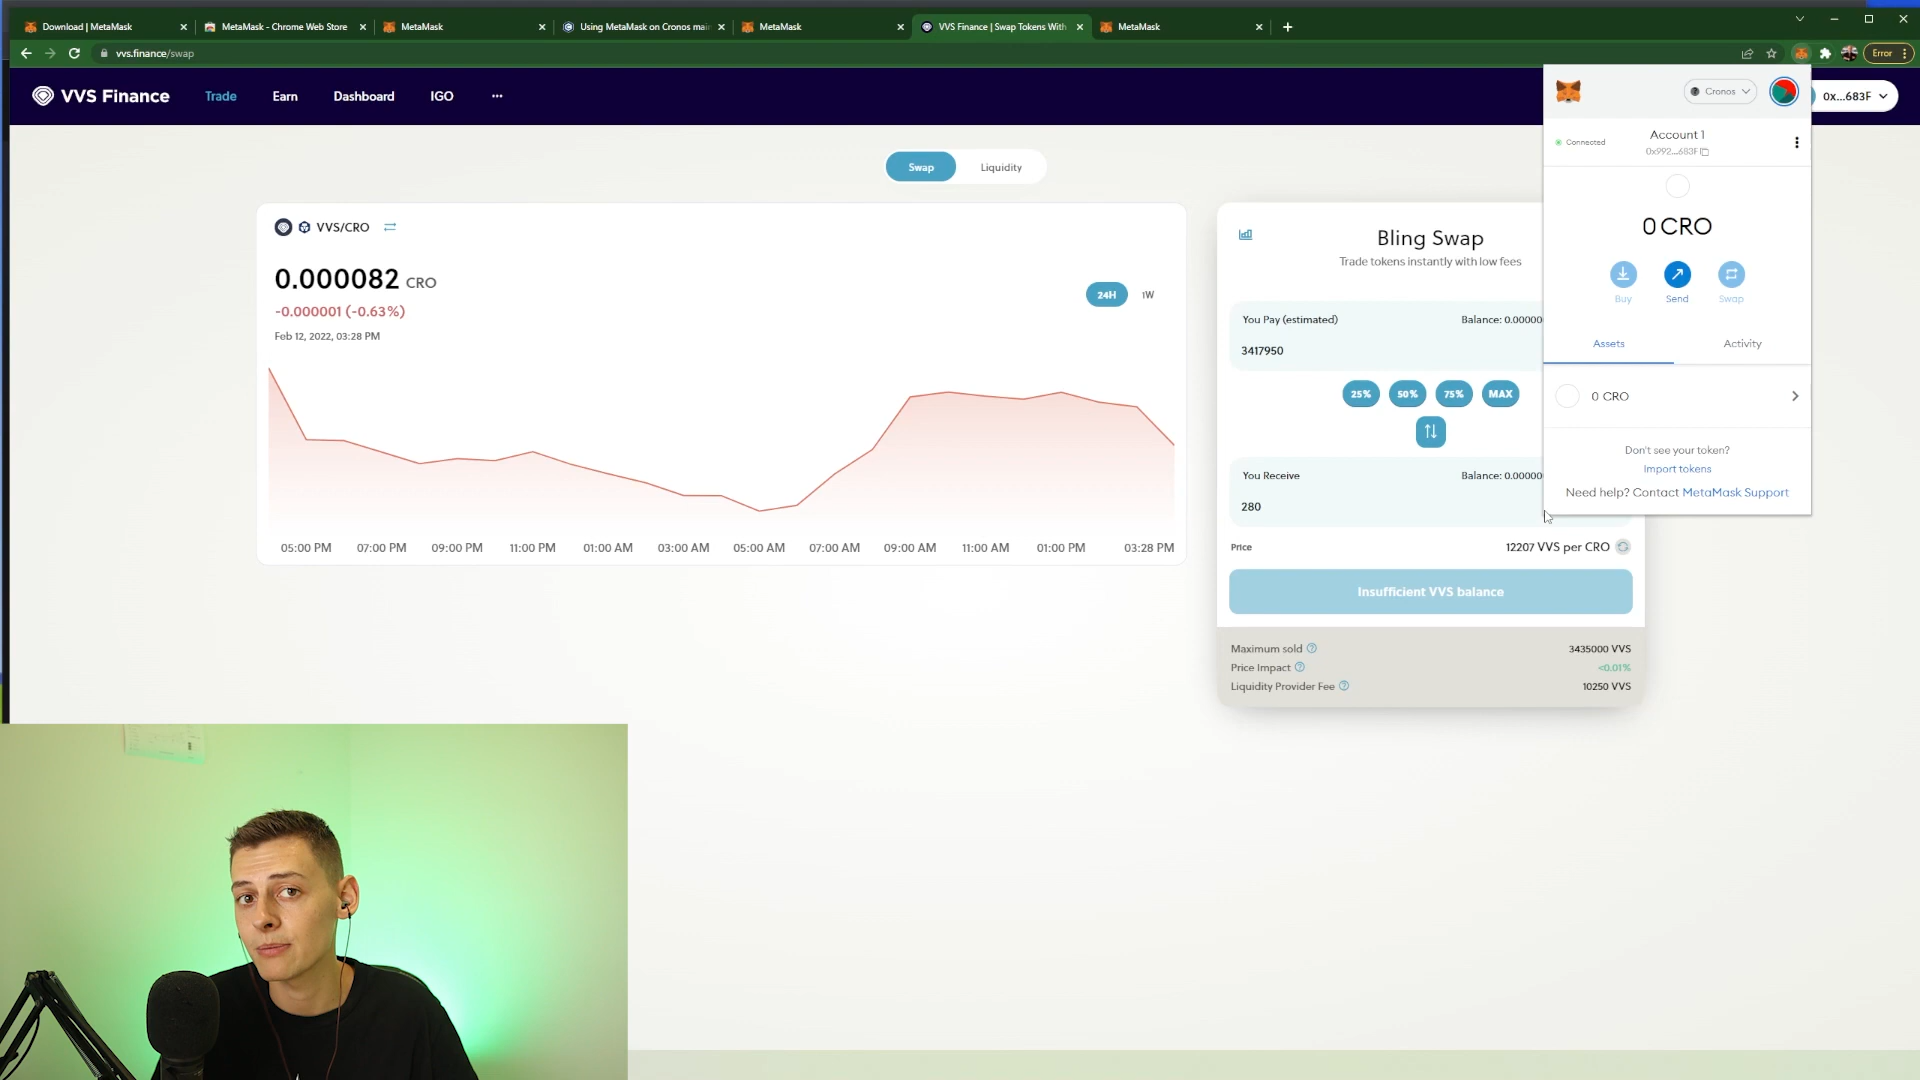 Download | MetaMask
MetaMask - Chrome Web Store
MetaMask
Using MetaMask on Cronos mai
MetaMask
VVS Finance | Swap Tokens With
MetaMask
vvs.finance/swap
Error
VVS Finance
Trade
Earn
Dashboard
IGO
0x...683F
Swap
Liquidity
VVS/CRO
0.000082 CRO
-0.000001 (-0.63%)
Feb 12, 2022, 03:28 PM
24H
1W
05:00 PM
07:00 PM
09:00 PM
11:00 PM
01:00 AM
03:00 AM
05:00 AM
07:00 AM
09:00 AM
11:00 AM
01:00 PM
03:28 PM
Bling Swap
Trade tokens instantly with low fees
You Pay (estimated)
Balance: 0.0000
3417950
25%
50%
75%
MAX
You Receive
Balance: 0.0000
280
Price
12207 VVS per CRO
Insufficient VVS balance
Maximum sold
3435000 VVS
Price Impact
<0.01%
Liquidity Provider Fee
10250 VVS
Cronos
Connected
Account 1
0x992...683F
0 CRO
Buy
Send
Swap
Assets
Activity
0 CRO
Don't see your token?
Import tokens
Need help? Contact MetaMask Support